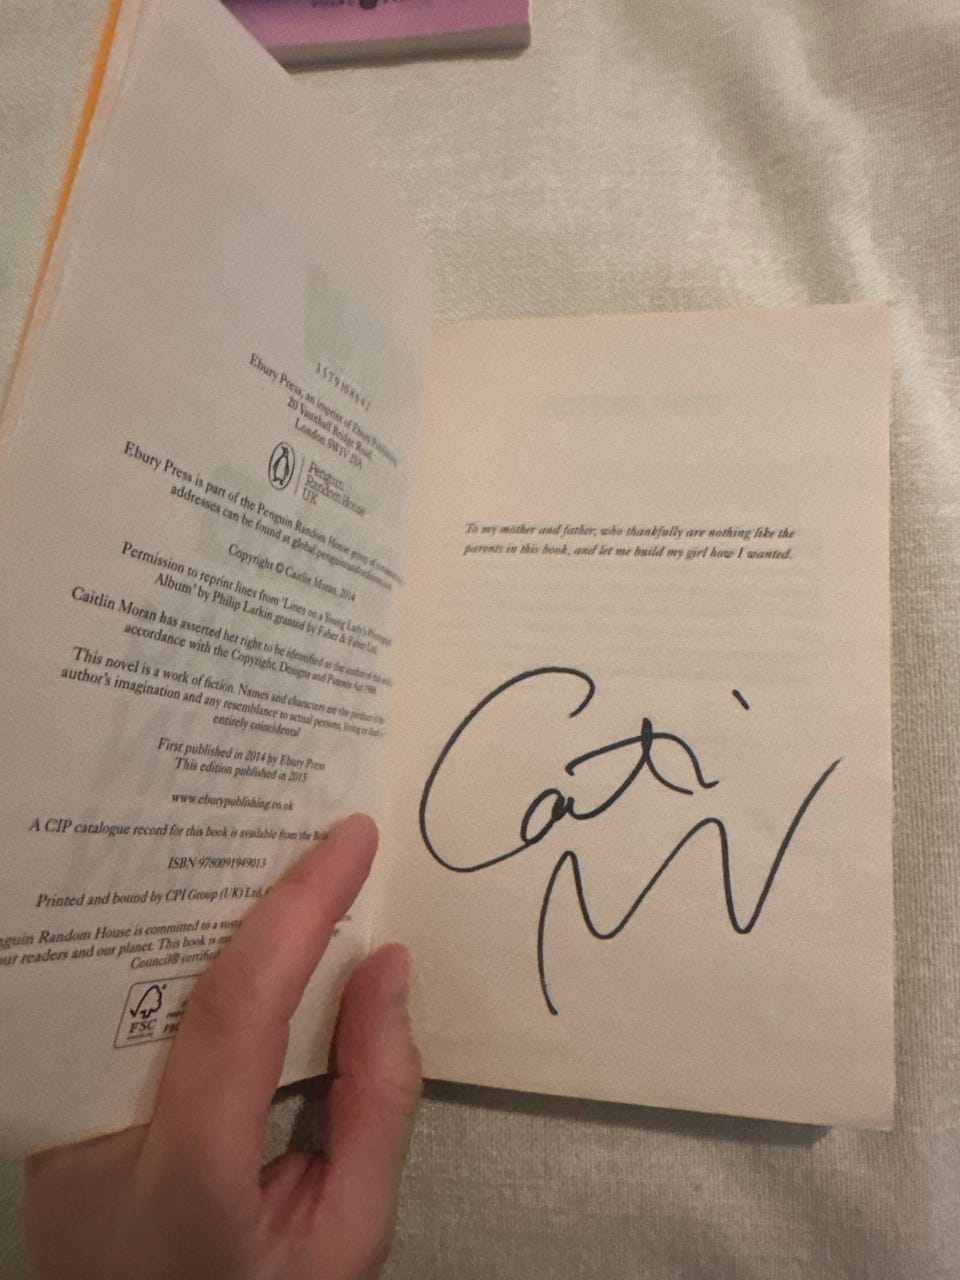 1 3 5 7 9 10 8 6 4 2
Ebury Press, an imprint of Ebury Publishing
20 Vauxhall Bridge Road,
London SW1V 2SA
Penguin
Random House
UK
Ebury Press is part of the Penguin Random House group of companies
addresses can be found at global.penguinrandomhouse.com
Copyright © Caitlin Moran, 2014
Permission to reprint lines from 'Lines on a Young Lady's Photograph
Album' by Philip Larkin granted by Faber & Faber Ltd.
Caitlin Moran has asserted her right to be identified as the author of this
accordance with the Copyright, Designs and Patents Act 1988
This novel is a work of fiction. Names and characters are the product of the
author's imagination and any resemblance to actual persons, living or dead
entirely coincidental
First published in 2014 by Ebury Press
This edition published in 2015
www.eburypublishing.co.uk
A CIP catalogue record for this book is available from the
ISBN 9780091949013
Printed and bound by CPI Group (UK) Ltd,
nguin Random House is committed to a
our readers and our planet. This book is
Council® certified
FSC
To my mother and father, who thankfully are nothing like the
parents in this book, and let me build my girl how I wanted.
Caiti
M